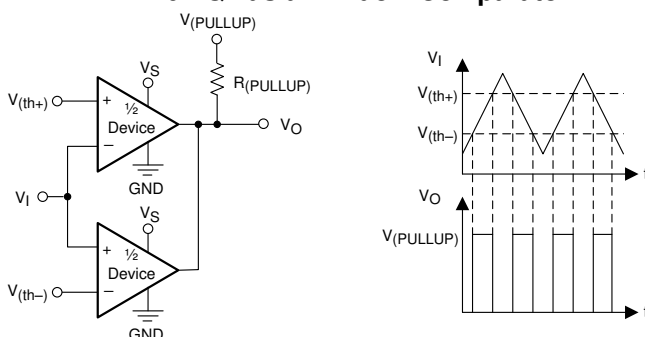 V(PULLUP)
R(PULLUP)
VS
V(th+)
+
½
Device
−
VO
GND
VI
VS
+
½
Device
V(th−)
−
GND
VI
V(th+)
V(th−)
t
VO
V(PULLUP)
t